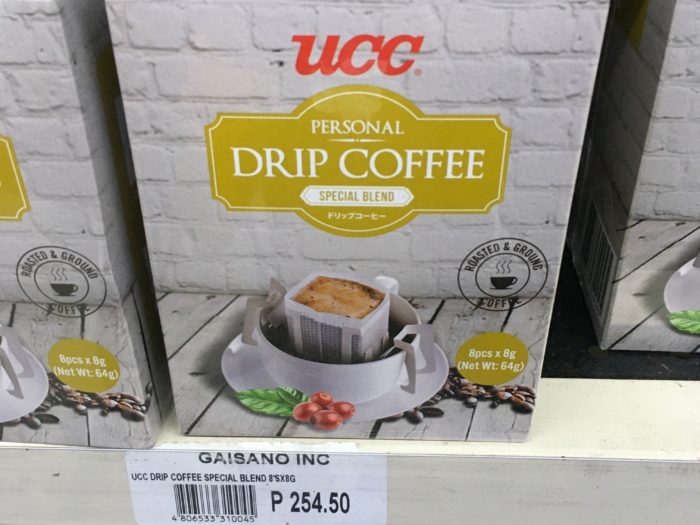 UCC
PERSONAL
DRIP COFFEE
SPECIAL BLEND
ドリップコーヒー
ROASTED & GROUND
COFFEE
ROASTED & GROUND
COFFEE
8pcs x 8g
(Net Wt: 64g)
8pcs x 8g
(Net Wt: 64g)
GAISANO INC
UCC DRIP COFFEE SPECIAL BLEND 8'SX8G
4 806533 310045
P 254.50